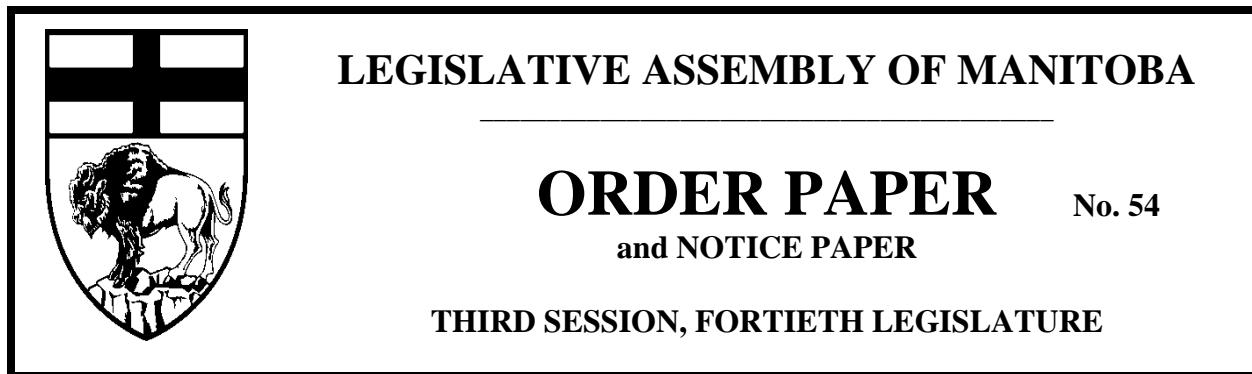 LEGISLATIVE ASSEMBLY OF MANITOBA
ORDER PAPER No. 54
and NOTICE PAPER
THIRD SESSION, FORTIETH LEGISLATURE